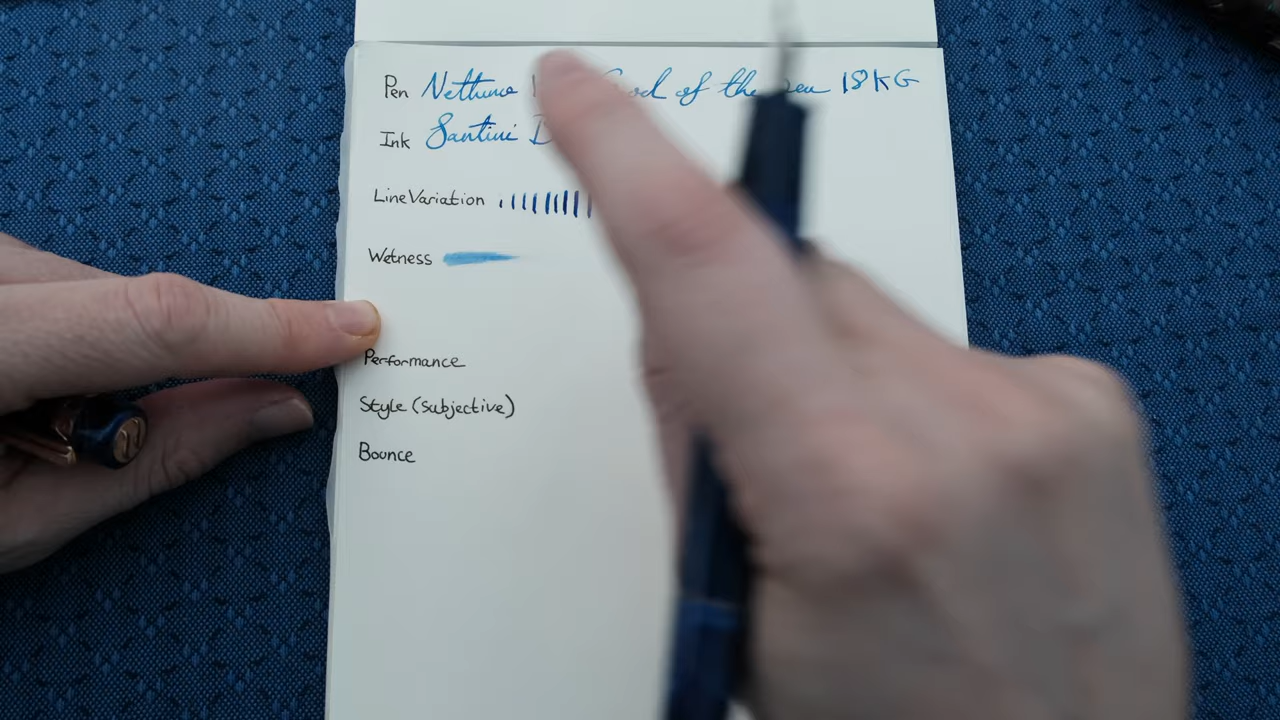 Pen Nettuno God of the Sea 18KG
Ink Santini
Line Variation
Wetness
Performance
Style (subjective)
Bounce